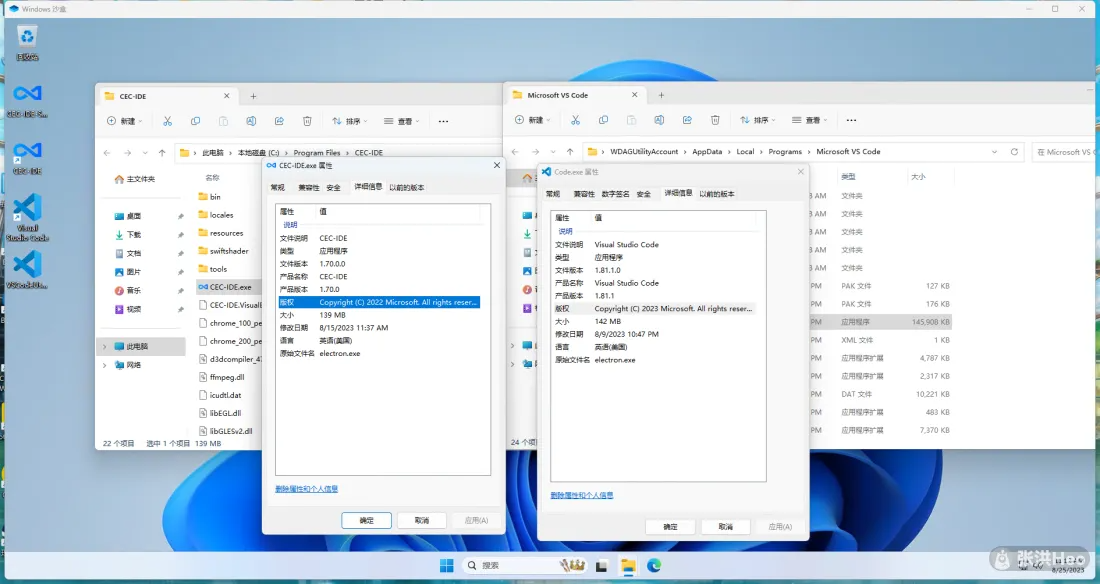 Windows 沙盒
回收站
CEC-IDE S...
CEC-IDE
Visual
Studio Code
VSCode-Us...
CEC-IDE
新建
排序
查看
此电脑 > 本地磁盘 (C:) > Program Files > CEC-IDE
主文件夹
桌面
下载
文档
图片
音乐
视频
此电脑
网络
名称
bin
locales
resources
swiftshader
tools
CEC-IDE.exe
CEC-IDE.Visuall
chrome_100_pe
chrome_200_pe
d3dcompiler_47
ffmpeg.dll
icudtl.dat
libEGL.dll
libGLESv2.dll
22 个项目
选中 1 个项目 139 MB
CEC-IDE.exe 属性
常规 兼容性 安全 详细信息 以前的版本
属性 值
说明
文件说明 CEC-IDE
类型 应用程序
文件版本 1.70.0.0
产品名称 CEC-IDE
产品版本 1.70.0
版权 Copyright (C) 2022 Microsoft. All rights reser...
大小 139 MB
修改日期 8/15/2023 11:37 AM
语言 英语(美国)
原始文件名 electron.exe
删除属性和个人信息
确定 取消 应用(A)
Microsoft VS Code
新建
排序
查看
WDAGUtilityAccount > AppData > Local > Programs > Microsoft VS Code
在 Microsoft VS C
类型 大小
AM 文件夹
AM 文件夹
AM 文件夹
AM 文件夹
AM 文件夹
PM PAK 文件 127 KB
PM PAK 文件 176 KB
PM 应用程序 145,908 KB
PM XML 文件 1 KB
PM 应用程序扩展 4,787 KB
PM 应用程序扩展 2,317 KB
PM DAT 文件 10,221 KB
PM 应用程序扩展 483 KB
PM 应用程序扩展 7,370 KB
24 个项
Code.exe 属性
常规 兼容性 数字签名 安全 详细信息 以前的版本
属性 值
说明
文件说明 Visual Studio Code
类型 应用程序
文件版本 1.81.1.0
产品名称 Visual Studio Code
产品版本 1.81.1
版权 Copyright (C) 2023 Microsoft. All rights reser...
大小 142 MB
修改日期 8/9/2023 10:47 PM
语言 英语(美国)
原始文件名 electron.exe
删除属性和个人信息
确定 取消 应用(A)
搜索
张洪Heo
8/25/2023